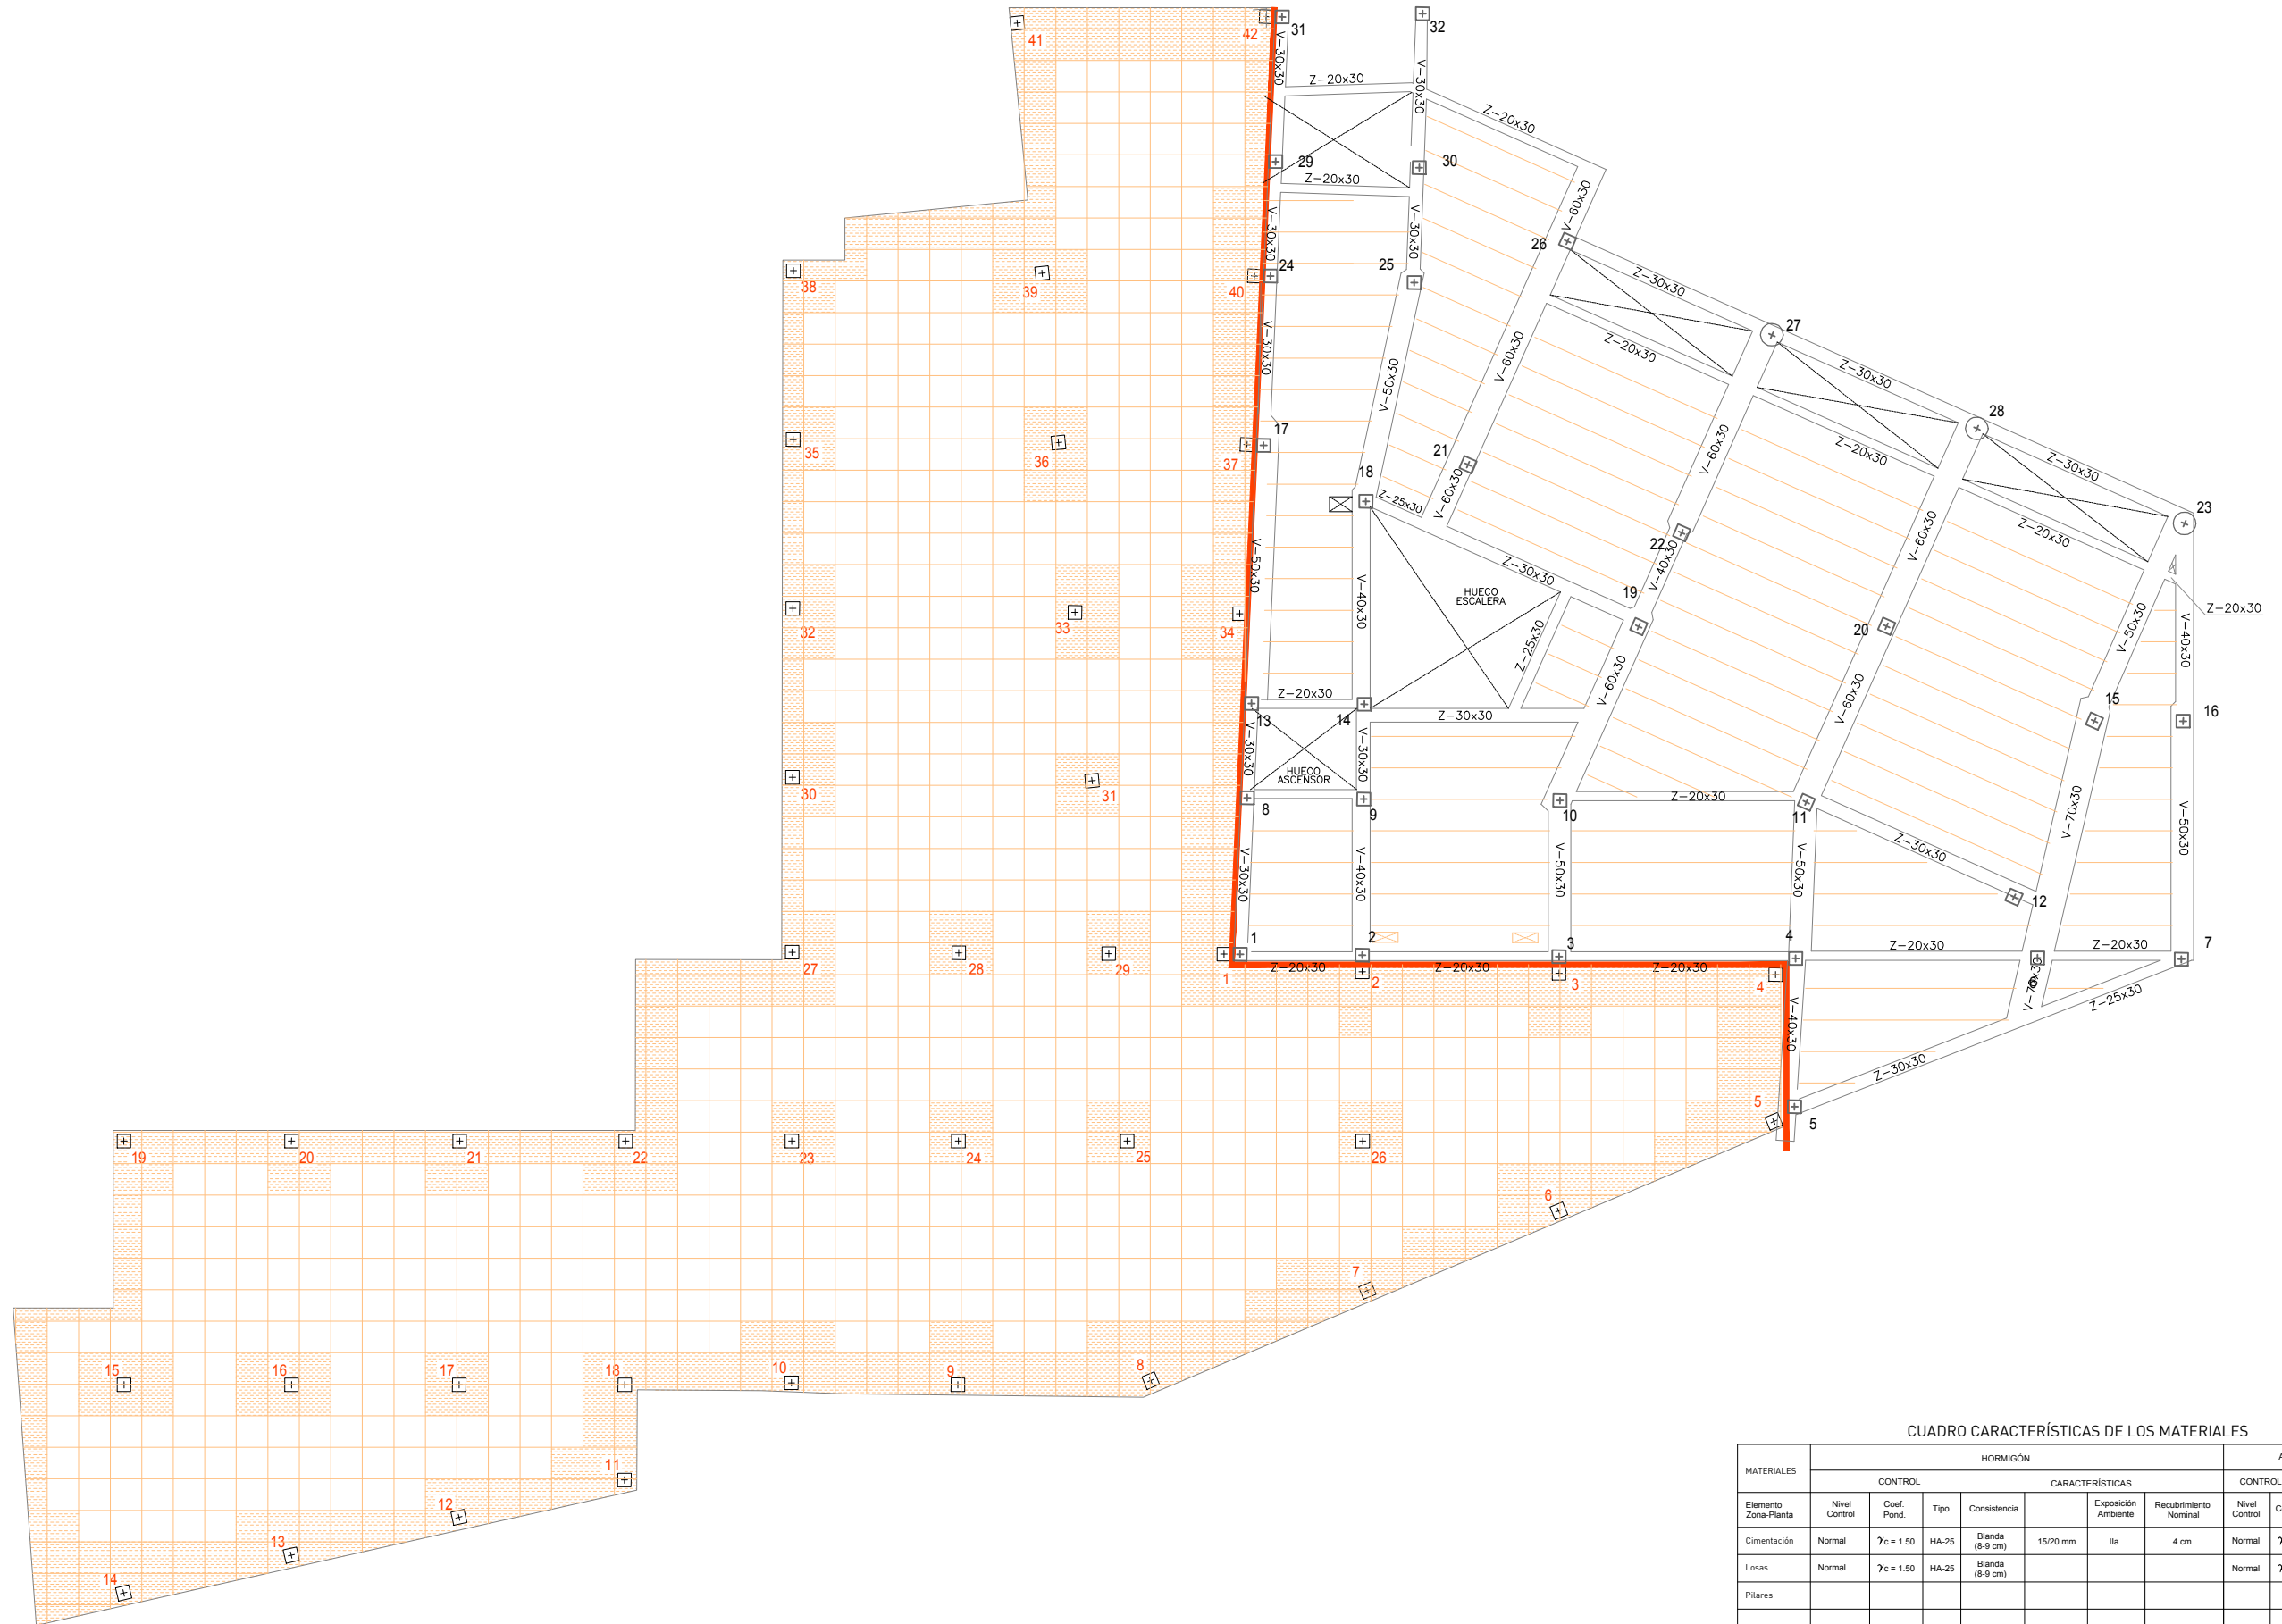 41
42
31
32
V-30x30
Z-20x30
V-30x30
Z-20x30
29
30
Z-20x30
V-60x30
V-30x30
V-30x30
26
38
39
40
24
25
Z-30x30
27
V-30x30
Z-20x30
V-60x30
V-50x30
Z-30x30
28
35
36
37
17
18
21
V-60x30
Z-20x30
Z-30x30
23
V-60x30
Z-25x30
22
V-60x30
Z-20x30
V-50x30
V-40x30
Z-30x30
V-40x30
HUECO
ESCALERA
19
20
32
33
34
Z-25x30
V-50x30
V-40x30
Z-20x30
Z-20x30
V-60x30
V-60x30
15
16
13
14
Z-30x30
V-30x30
V-30x30
HUECO
ASCENSOR
30
31
8
9
10
Z-20x30
11
V-70x30
V-50x30
V-30x30
V-40x30
V-50x30
V-50x30
Z-30x30
12
27
28
29
1
2
3
4
Z-20x30
Z-20x30
7
1
Z-20x30
2
Z-20x30
3
Z-20x30
4
V-70x30
6
Z-25x30
V-40x30
Z-30x30
5
5
19
20
21
22
23
24
25
26
6
7
15
16
17
18
10
9
8
11
12
13
14
CUADRO CARACTERÍSTICAS DE LOS MATERIALES
MATERIALES
HORMIGÓN
A
CONTROL
CARACTERÍSTICAS
CONTROL
Elemento
Zona-Planta
Nivel
Control
Coef.
Pond.
Tipo
Consistencia
Exposición
Ambiente
Recubrimiento
Nominal
Nivel
Control
C
Cimentación
Normal
γc = 1.50
HA-25
Blanda
(8-9 cm)
15/20 mm
IIa
4 cm
Normal
γ
Losas
Normal
γc = 1.50
HA-25
Blanda
(8-9 cm)
Normal
γ
Pilares